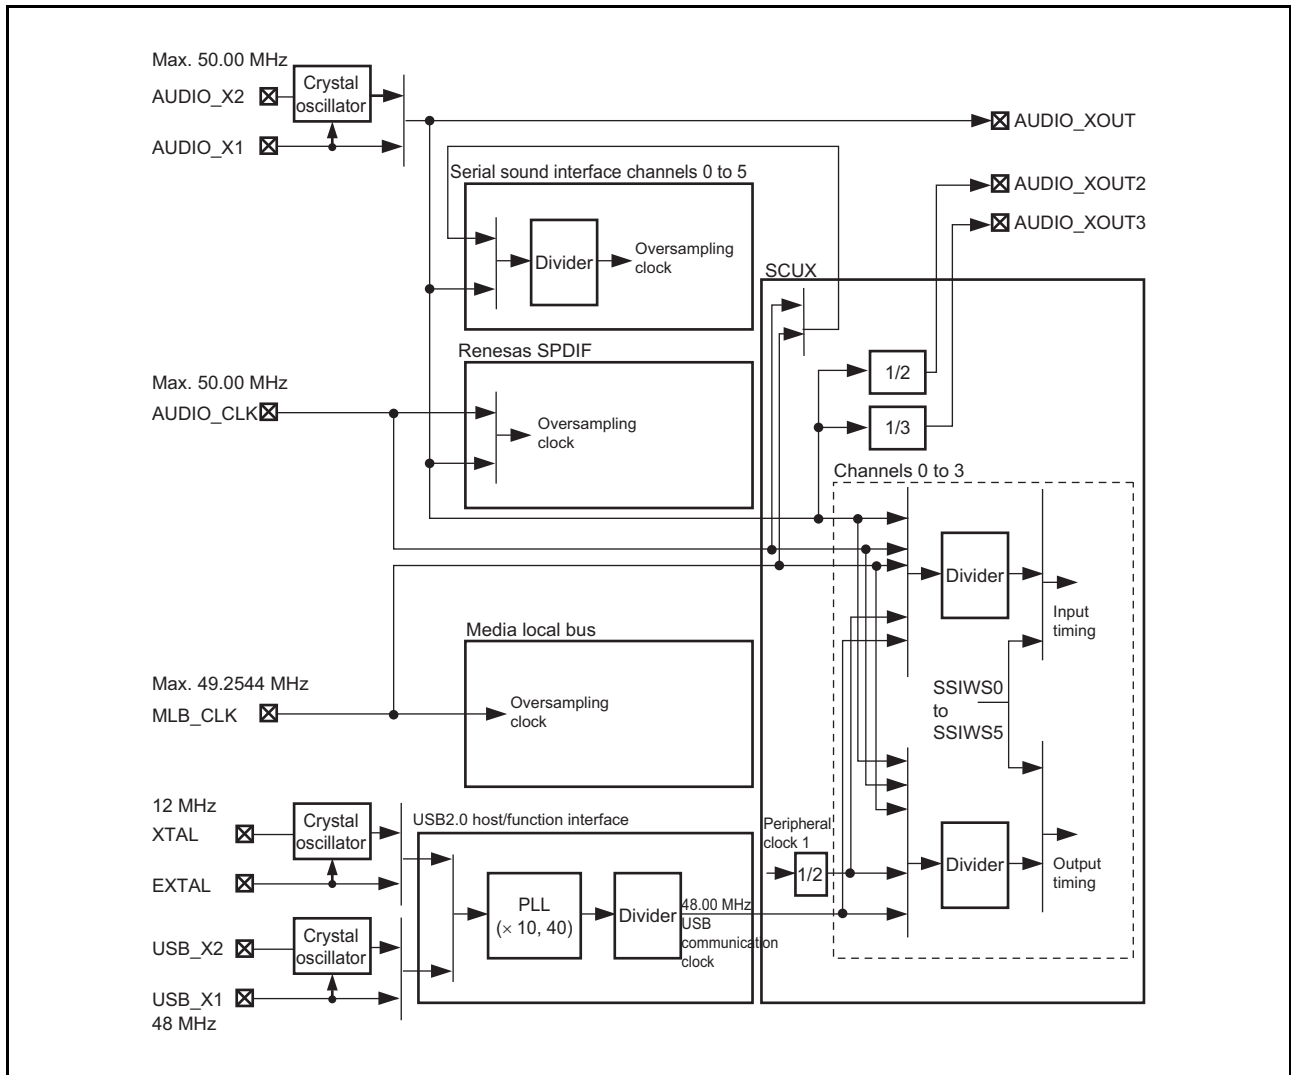 Max. 50.00 MHz
AUDIO_X2
Crystal
oscillator
AUDIO_X1
AUDIO_XOUT
AUDIO_XOUT2
AUDIO_XOUT3
Serial sound interface channels 0 to 5
Divider
Oversampling
clock
SCUX
Renesas SPDIF
Oversampling
clock
Max. 50.00 MHz
AUDIO_CLK
1/2
1/3
Channels 0 to 3
Divider
Input
timing
Media local bus
Oversampling
clock
Max. 49.2544 MHz
MLB_CLK
SSIWS0
to
SSIWS5
12 MHz
XTAL
Crystal
oscillator
EXTAL
USB2.0 host/function interface
PLL
(× 10, 40)
Divider
48.00 MHz
USB
communication
clock
Peripheral
clock 1
1/2
Divider
Output
timing
USB_X2
Crystal
oscillator
USB_X1
48 MHz